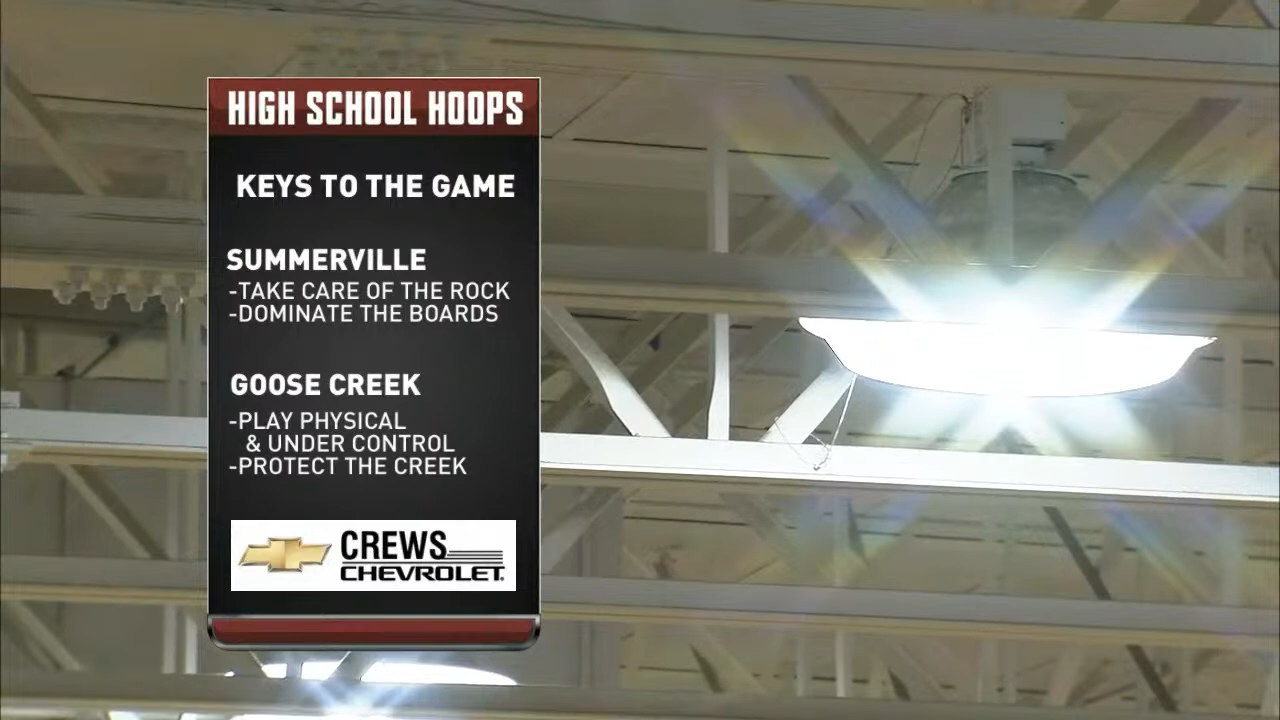 HIGH SCHOOL HOOPS
KEYS TO THE GAME
SUMMERVILLE
-TAKE CARE OF THE ROCK
-DOMINATE THE BOARDS
GOOSE CREEK
-PLAY PHYSICAL
& UNDER CONTROL
-PROTECT THE CREEK
CREWS
CHEVROLET